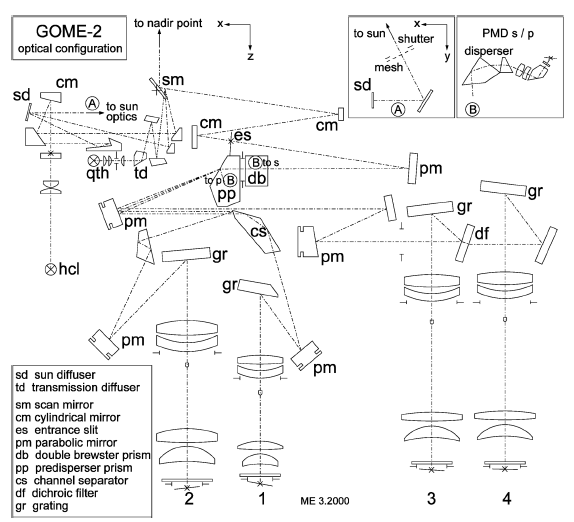 GOME-2
optical configuration
to nadir point
x
z
sm
cm
sd
A
to sun
optics
qth
td
cm
cm
es
B to s
to p B
db
pp
pm
pm
cs
hcl
gr
gr
pm
pm
to sun
shutter
mesh
sd
A
x
y
PMD s / p
disperser
B
gr
gr
df
pm
sd sun diffuser
td transmission diffuser
sm scan mirror
cm cylindrical mirror
es entrance slit
pm parabolic mirror
db double brewster prism
pp predisperser prism
cs channel separator
df dichroic filter
gr grating
2
1
ME 3.2000
3
4